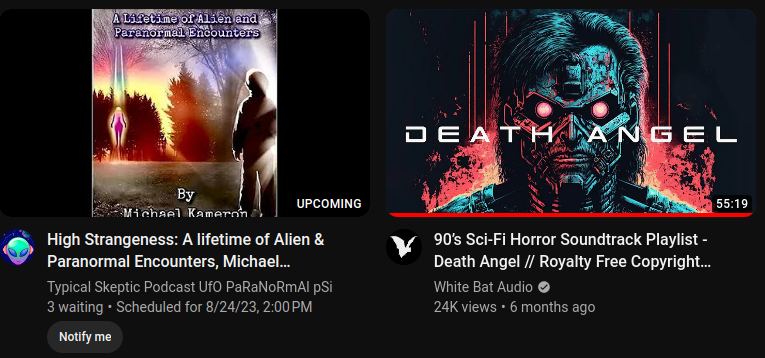 A Lifetime of Alien and
Paranormal Encounters
By
Michael Kameron
UPCOMING
High Strangeness: A lifetime of Alien &
Paranormal Encounters, Michael...
Typical Skeptic Podcast UfO PaRaNoRmAl pSi
3 waiting • Scheduled for 8/24/23, 2:00 PM
Notify me
DEATH ANGEL
55:19
90's Sci-Fi Horror Soundtrack Playlist -
Death Angel // Royalty Free Copyright...
White Bat Audio
24K views • 6 months ago